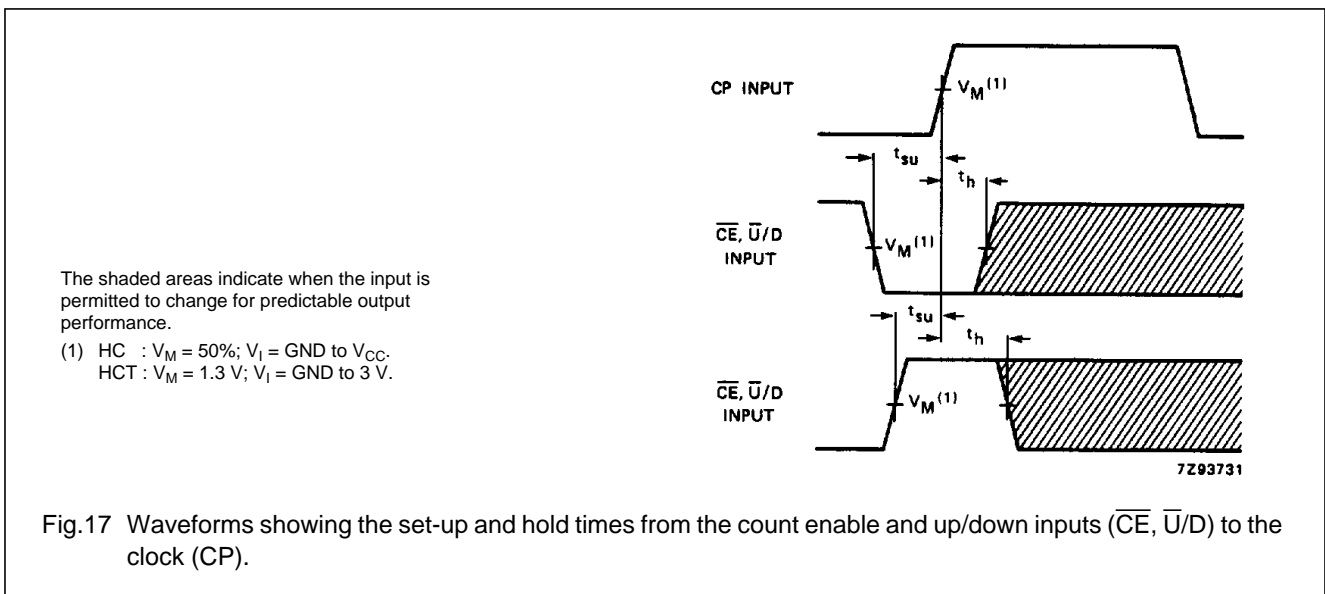 CP INPUT
V_M(1)
t_su
t_h
C̅E̅, U̅/D
INPUT
V_M(1)
The shaded areas indicate when the input is
permitted to change for predictable output
performance.
(1) HC : V_M = 50%; V_I = GND to V_CC.
HCT : V_M = 1.3 V; V_I = GND to 3 V.
t_su
t_h
C̅E̅, U̅/D
INPUT
V_M(1)
7Z93731
Fig.17 Waveforms showing the set-up and hold times from the count enable and up/down inputs (C̅E̅, U̅/D) to the
clock (CP).